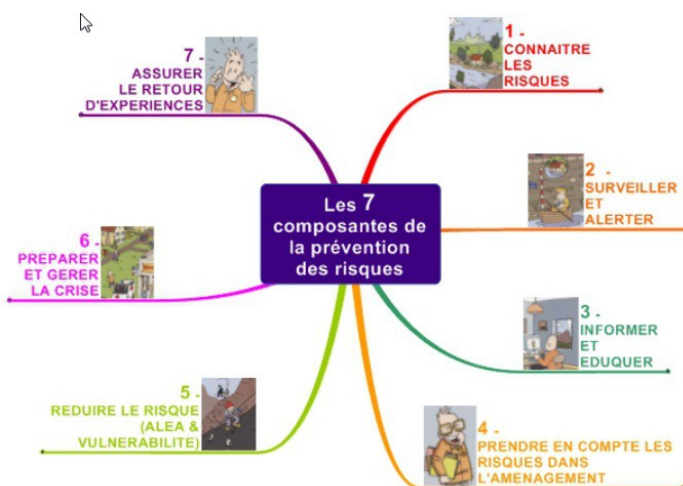 Les 7
composantes de
la prévention
des risques
1 -
CONNAITRE
LES
RISQUES
2 -
SURVEILLER
ET
ALERTER
3 -
INFORMER
ET
EDUQUER
4 -
PRENDRE EN COMPTE LES
RISQUES DANS
L'AMENAGEMENT
5 -
REDUIRE LE RISQUE
(ALEA &
VULNERABILITE)
6 -
PREPARER
ET GERER
LA CRISE
7 -
ASSURER
LE RETOUR
D'EXPERIENCES